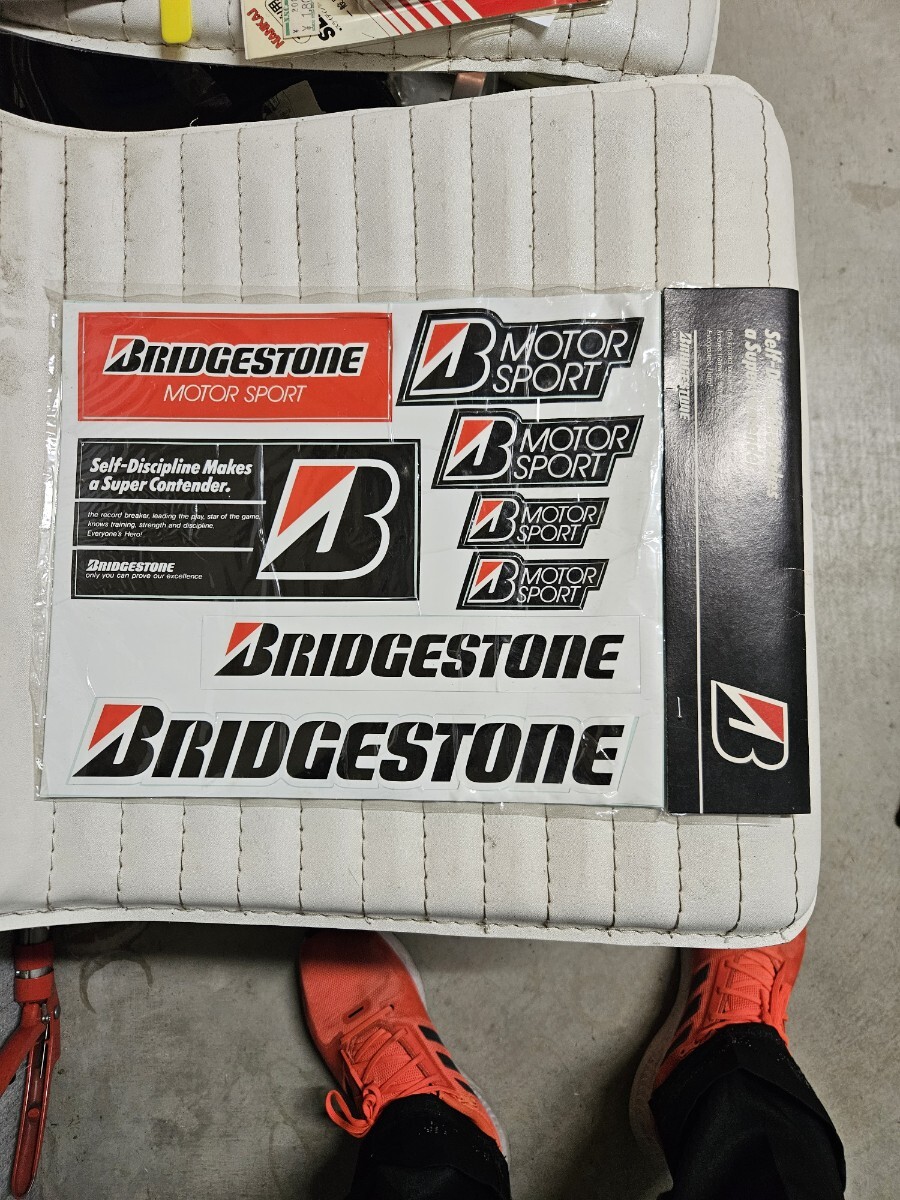 NANKAI
BRIDGESTONE
MOTOR SPORT
B MOTOR
SPORT
B MOTOR
SPORT
B MOTOR
SPORT
B MOTOR
SPORT
Self-Discipline Makes
a Super Contender.
the record breaker, leading the play, star of the game,
knows training, strength and discipline.
Everyone's Hero!
BRIDGESTONE
only you can prove our excellence
B
BRIDGESTONE
BRIDGESTONE
BRIDGESTONE
B